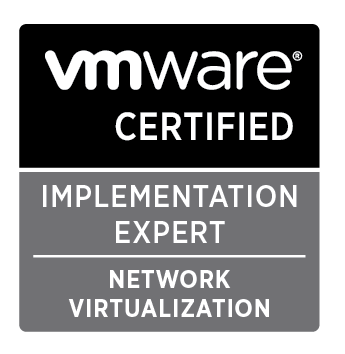 vmware®
CERTIFIED
IMPLEMENTATION
EXPERT
NETWORK
VIRTUALIZATION